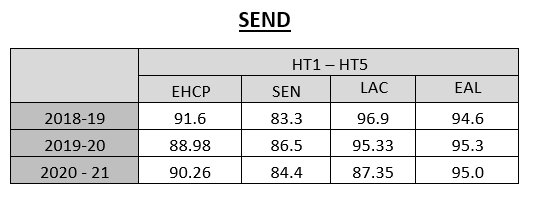 SEND
HT1 – HT5
EHCP SEN LAC EAL
2018-19 91.6 83.3 96.9 94.6
2019-20 88.98 86.5 95.33 95.3
2020 - 21 90.26 84.4 87.35 95.0